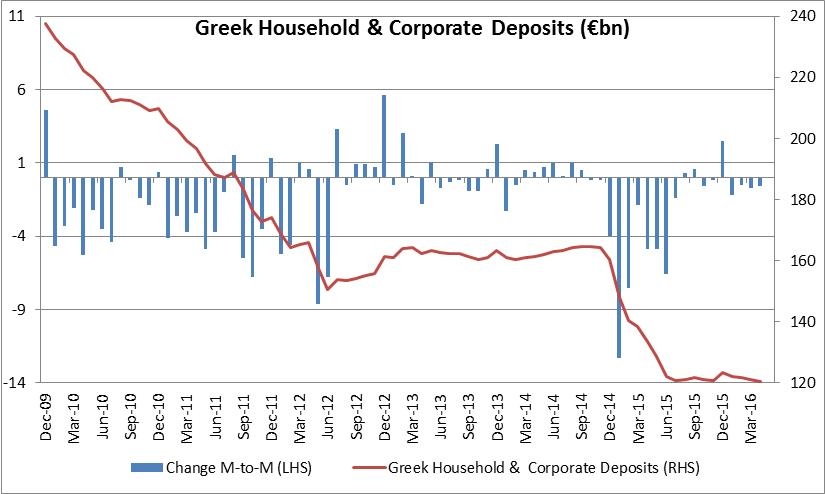 Greek Household & Corporate Deposits (€bn)
11
6
1
-4
-9
-14
240
220
200
180
160
140
120
Dec-09
Mar-10
Jun-10
Sep-10
Dec-10
Mar-11
Jun-11
Sep-11
Dec-11
Mar-12
Jun-12
Sep-12
Dec-12
Mar-13
Jun-13
Sep-13
Dec-13
Mar-14
Jun-14
Sep-14
Dec-14
Mar-15
Jun-15
Sep-15
Dec-15
Mar-16
Change M-to-M (LHS)
Greek Household & Corporate Deposits (RHS)